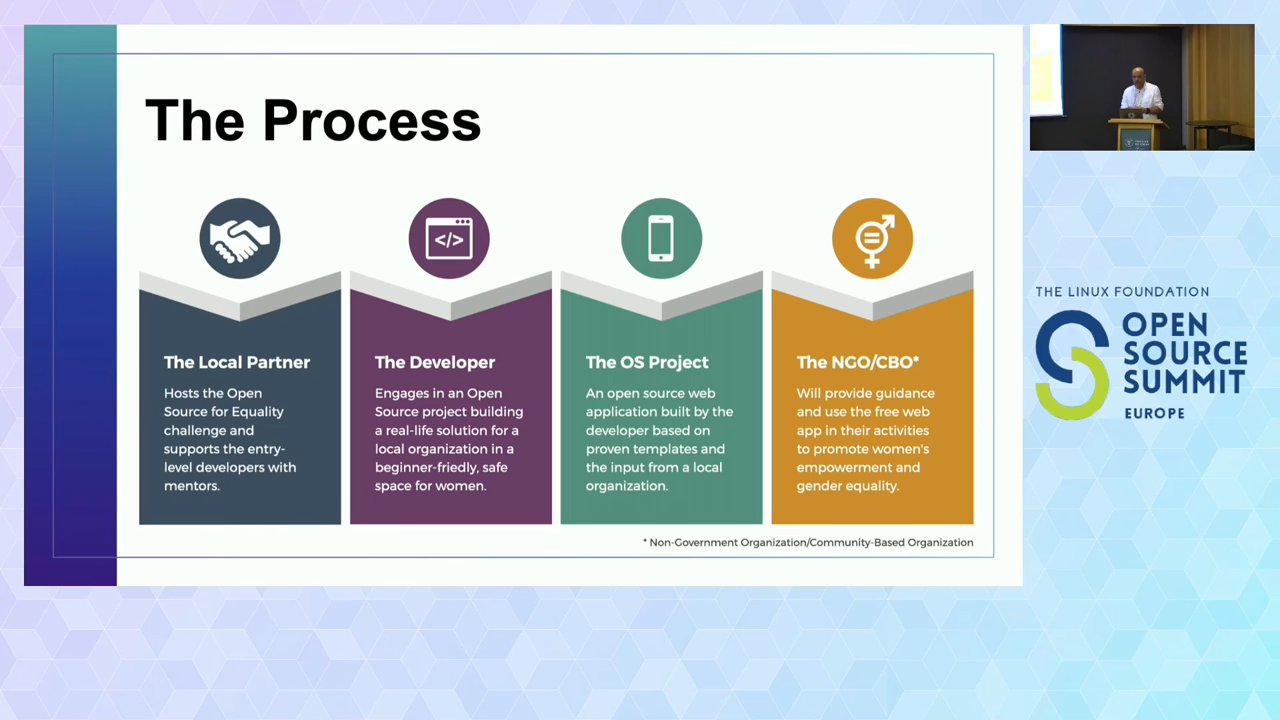 The Process
The Local Partner
Hosts the Open
Source for Equality
challenge and
supports the entry-
level developers with
mentors.
The Developer
Engages in an Open
Source project building
a real-life solution for a
local organization in a
beginner-friedly, safe
space for women.
The OS Project
An open source web
application built by the
developer based on
proven templates and
the input from a local
organization.
The NGO/CBO*
Will provide guidance
and use the free web
app in their activities
to promote women's
empowerment and
gender equality.
* Non-Government Organization/Community-Based Organization
THE LINUX FOUNDATION
OPEN
SOURCE
SUMMIT
EUROPE